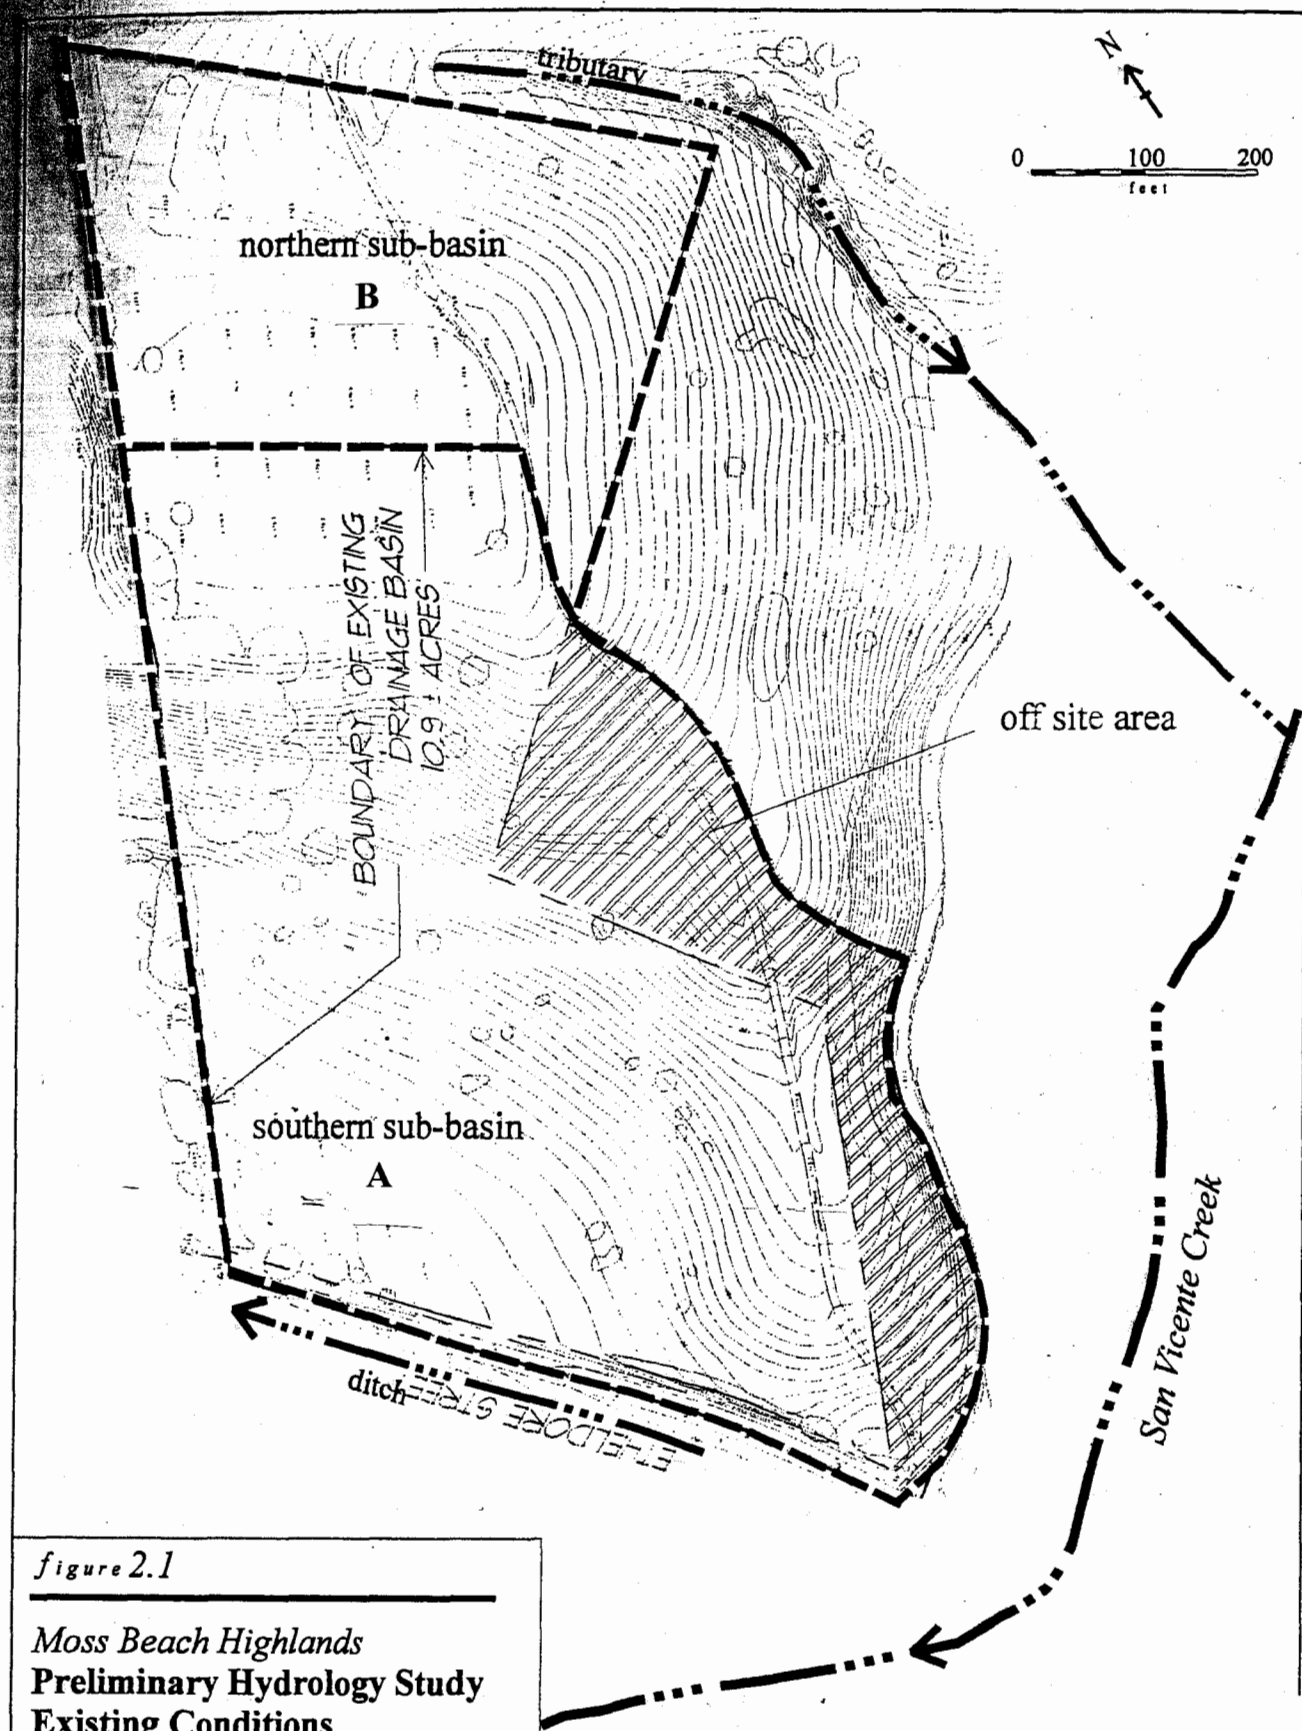 tributary
N
0 100 200
feet
northern sub-basin
B
BOUNDARY OF EXISTING
DRAINAGE BASIN
10.9 ± ACRES
off site area
southern sub-basin
A
San Vicente Creek
ditch
ETHELDORE STREET
figure 2.1
Moss Beach Highlands
Preliminary Hydrology Study
Existing Conditions